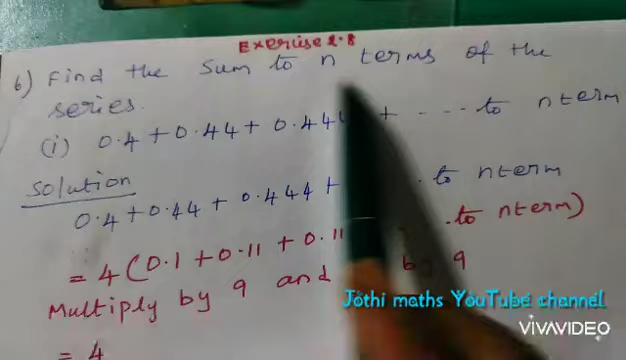 Exercise 2.8
6) Find the sum to n terms of the
series.
(i) 0.4 + 0.44 + 0.444 + - - - to n term
Solution
0.4 + 0.44 + 0.444 + . to n term
= 4 (0.1 + 0.11 + 0.11 . to n term)
Multiply by 9 and by 9
= 4
Jothi maths YouTube channel
VIVAVIDEO